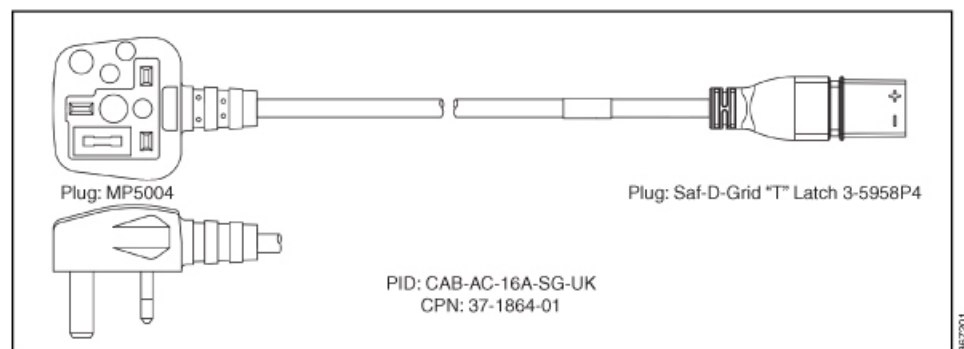 +
-
Plug: MP5004
Plug: Saf-D-Grid "T" Latch 3-5958P4
PID: CAB-AC-16A-SG-UK
CPN: 37-1864-01